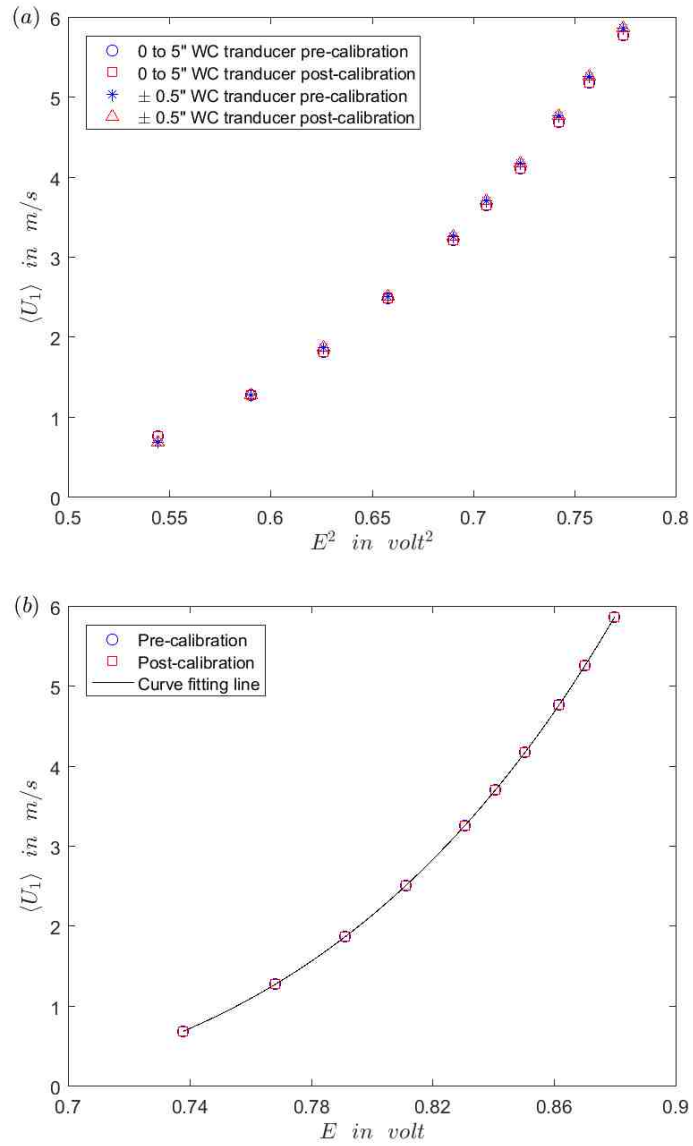 (a)
6
5
4
3
2
1
0
⟨U₁⟩ in m/s
0 to 5" WC tranducer pre-calibration
0 to 5" WC tranducer post-calibration
± 0.5" WC tranducer pre-calibration
± 0.5" WC tranducer post-calibration
0.5 0.55 0.6 0.65 0.7 0.75 0.8
E² in volt²
(b)
6
5
4
3
2
1
0
⟨U₁⟩ in m/s
Pre-calibration
Post-calibration
Curve fitting line
0.7 0.74 0.78 0.82 0.86 0.9
E in volt